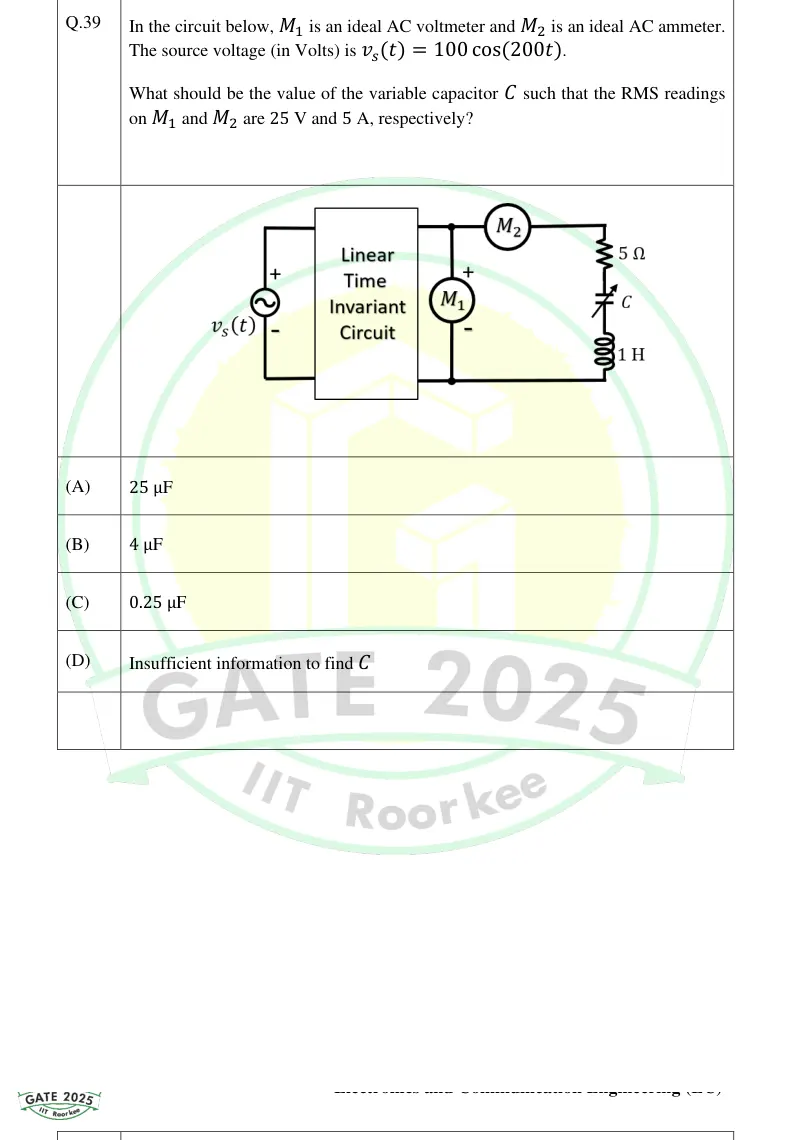 Q.39
In the circuit below, M₁ is an ideal AC voltmeter and M₂ is an ideal AC ammeter.
The source voltage (in Volts) is vₛ(t) = 100 cos(200t).
What should be the value of the variable capacitor C such that the RMS readings
on M₁ and M₂ are 25 V and 5 A, respectively?
M₂
Linear
Time
Invariant
Circuit
5 Ω
+
+
M₁
C
vₛ(t)
-
-
1 H
(A) 25 μF
(B) 4 μF
(C) 0.25 μF
(D) Insufficient information to find C
GATE 2025
IIT Roorkee
GATE 2025
IIT Roorkee